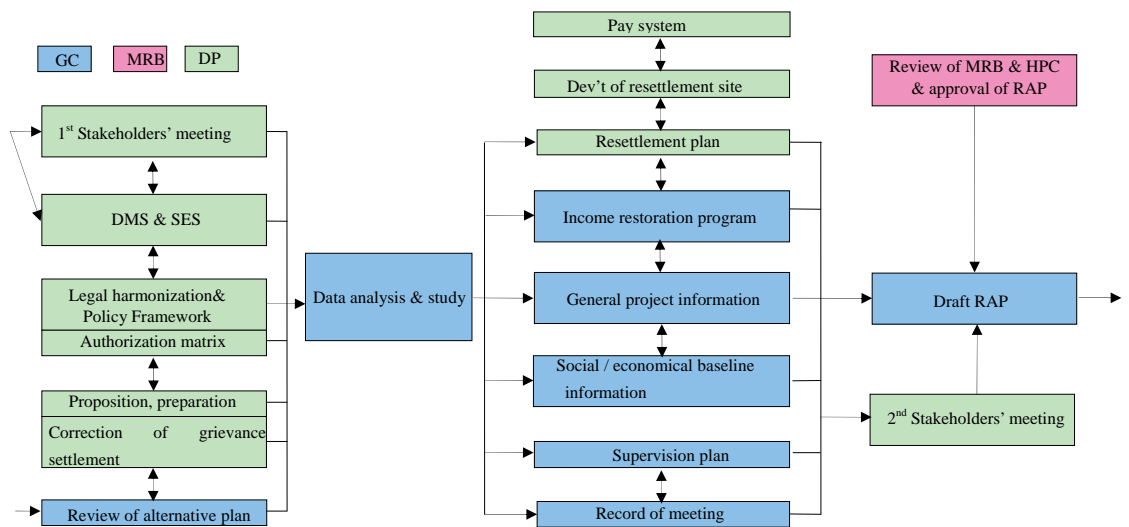 GC
MRB
DP
1st Stakeholders’ meeting
DMS & SES
Legal harmonization&
Policy Framework
Authorization matrix
Proposition, preparation
Correction of grievance
settlement
Review of alternative plan
Data analysis & study
Pay system
Dev’t of resettlement site
Resettlement plan
Income restoration program
General project information
Social / economical baseline
information
Supervision plan
Record of meeting
Review of MRB & HPC
& approval of RAP
Draft RAP
2nd Stakeholders’ meeting